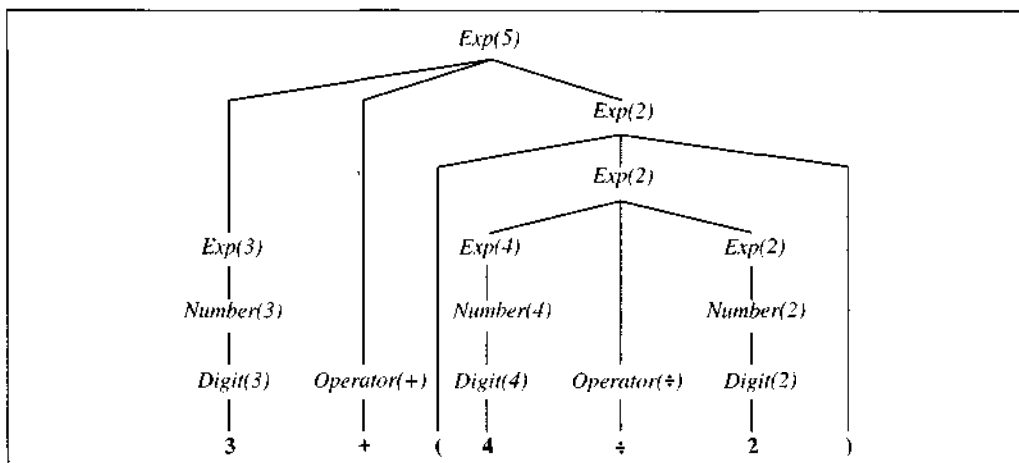 Exp(5)
Exp(2)
Exp(2)
Exp(3) Exp(4) Exp(2)
Number(3) Number(4) Number(2)
Digit(3) Operator(+) Digit(4) Operator(÷) Digit(2)
3 + ( 4 ÷ 2 )